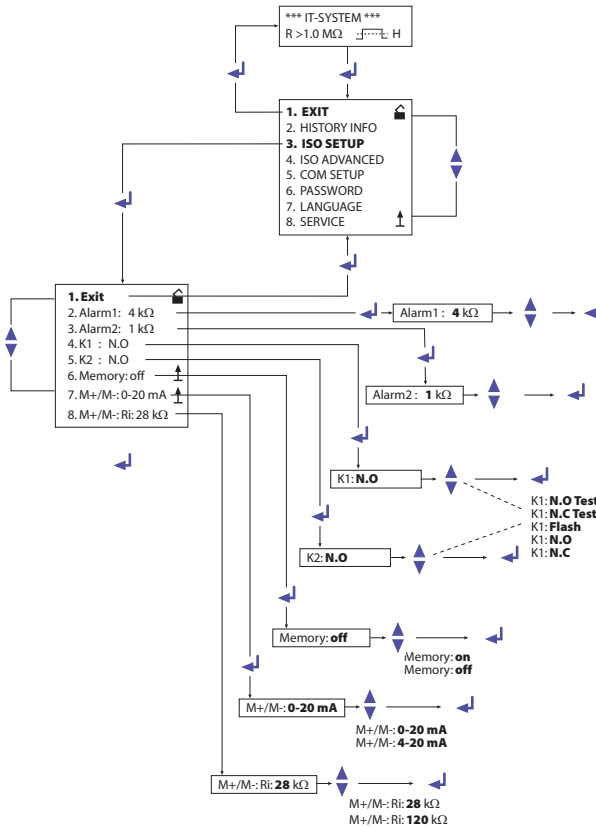 *** IT-SYSTEM ***
R >1.0 MΩ H
1. EXIT
2. HISTORY INFO
3. ISO SETUP
4. ISO ADVANCED
5. COM SETUP
6. PASSWORD
7. LANGUAGE
8. SERVICE
1. Exit
2. Alarm1: 4 kΩ
3. Alarm2: 1 kΩ
4. K1 : N.O
5. K2 : N.O
6. Memory: off
7. M+/M-: 0-20 mA
8. M+/M-: Ri: 28 kΩ
Alarm1 : 4 kΩ
Alarm2 : 1 kΩ
K1: N.O
K1: N.O Test
K1: N.C Test
K1: Flash
K1: N.O
K1: N.C
K2: N.O
Memory: off
Memory: on
Memory: off
M+/M-: 0-20 mA
M+/M-: 0-20 mA
M+/M-: 4-20 mA
M+/M-: Ri: 28 kΩ
M+/M-: Ri: 28 kΩ
M+/M-: Ri: 120 kΩ